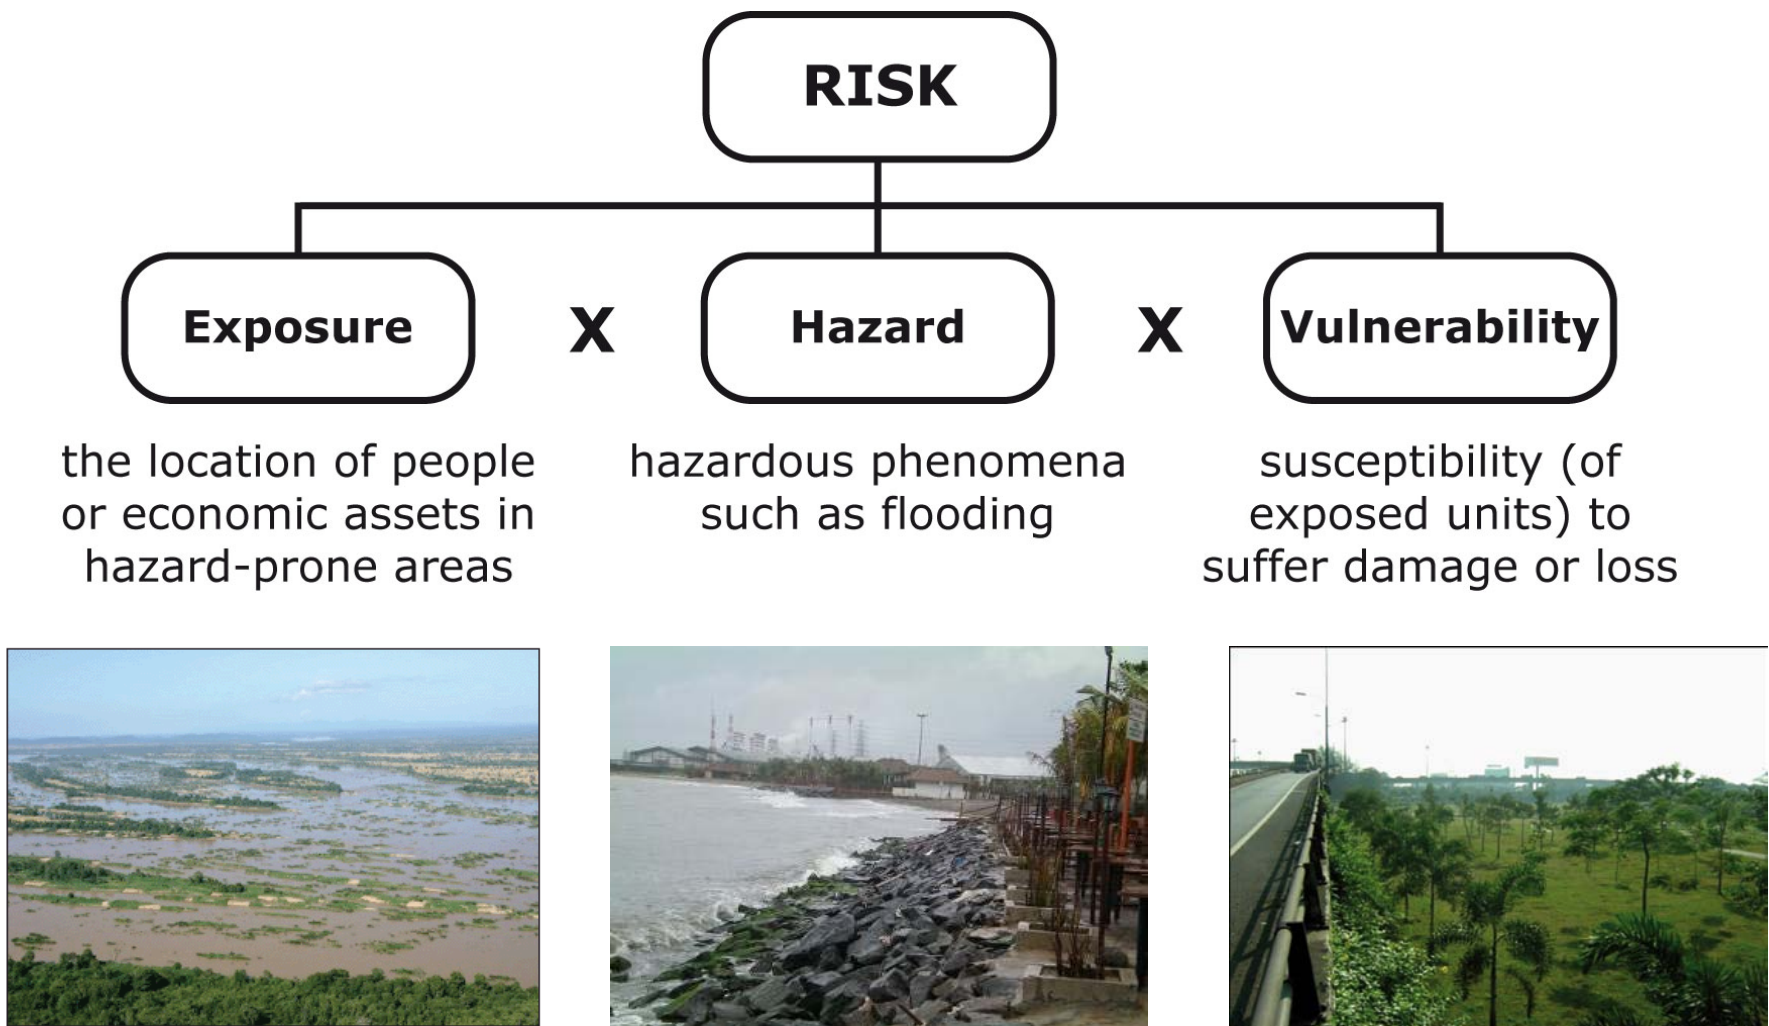 RISK
Exposure X Hazard X Vulnerability
the location of people
or economic assets in
hazard-prone areas
hazardous phenomena
such as flooding
susceptibility (of
exposed units) to
suffer damage or loss